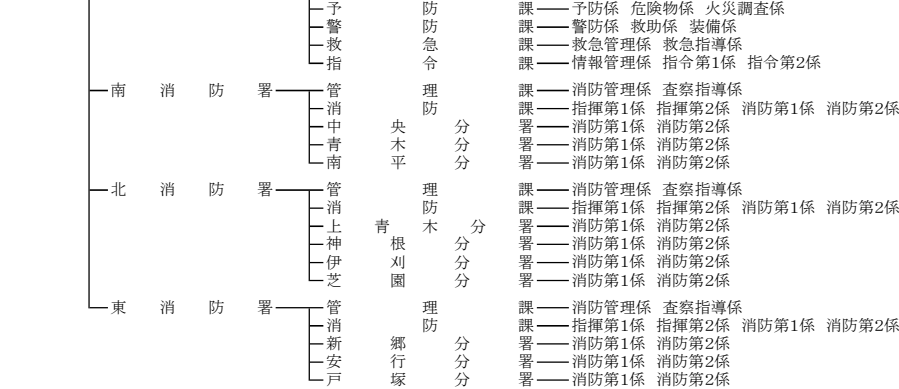 予防課 予防係 危険物係 火災調査係
警防課 警防係 救助係 装備係
救急課 救急管理係 救急指導係
指令課 情報管理係 指令第1係 指令第2係
南消防署 管理課 消防管理係 査察指導係
消防課 指揮第1係 指揮第2係 消防第1係 消防第2係
中央分署 消防第1係 消防第2係
青木分署 消防第1係 消防第2係
南平分署 消防第1係 消防第2係
北消防署 管理課 消防管理係 査察指導係
消防課 指揮第1係 指揮第2係 消防第1係 消防第2係
上青木分署 消防第1係 消防第2係
神根分署 消防第1係 消防第2係
伊刈分署 消防第1係 消防第2係
芝園分署 消防第1係 消防第2係
東消防署 管理課 消防管理係 査察指導係
消防課 指揮第1係 指揮第2係 消防第1係 消防第2係
新郷分署 消防第1係 消防第2係
安行分署 消防第1係 消防第2係
戸塚分署 消防第1係 消防第2係